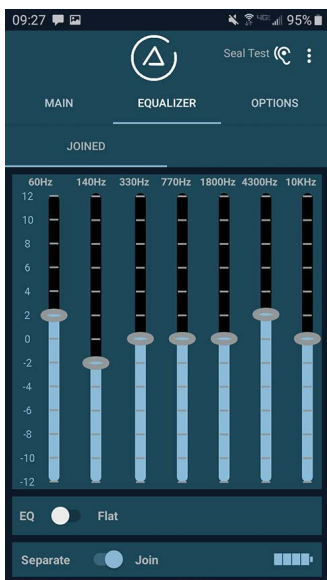 09:27 4GE 95%
Seal Test
MAIN EQUALIZER OPTIONS
JOINED
60Hz 140Hz 330Hz 770Hz 1800Hz 4300Hz 10KHz
12
10
8
6
4
2
0
-2
-4
-6
-8
-10
-12
EQ Flat
Separate Join